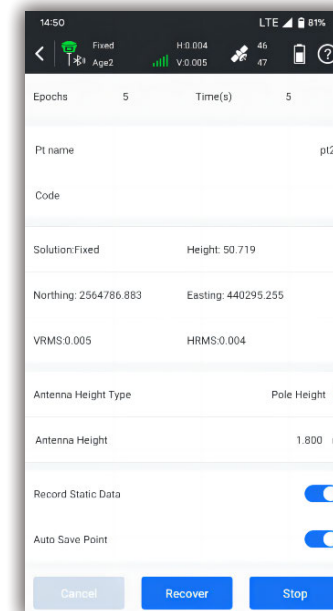 14:50 LTE 81%
Fixed H:0.004 46
Age2 V:0.005 47
Epochs 5 Time(s) 5
Pt name pt2
Code
Solution:Fixed Height: 50.719
Northing: 2564786.883 Easting: 440295.255
VRMS:0.005 HRMS:0.004
Antenna Height Type Pole Height
Antenna Height 1.800
Record Static Data
Auto Save Point
Cancel Recover Stop